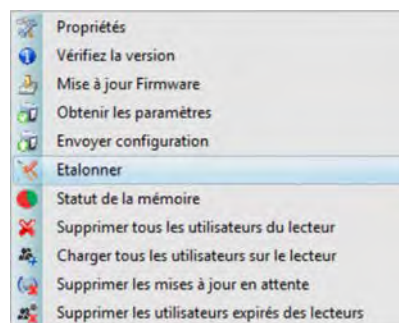 Propriétés
Vérifiez la version
Mise à jour Firmware
Obtenir les paramètres
Envoyer configuration
Etalonner
Statut de la mémoire
Supprimer tous les utilisateurs du lecteur
Charger tous les utilisateurs sur le lecteur
Supprimer les mises à jour en attente
Supprimer les utilisateurs expirés des lecteurs